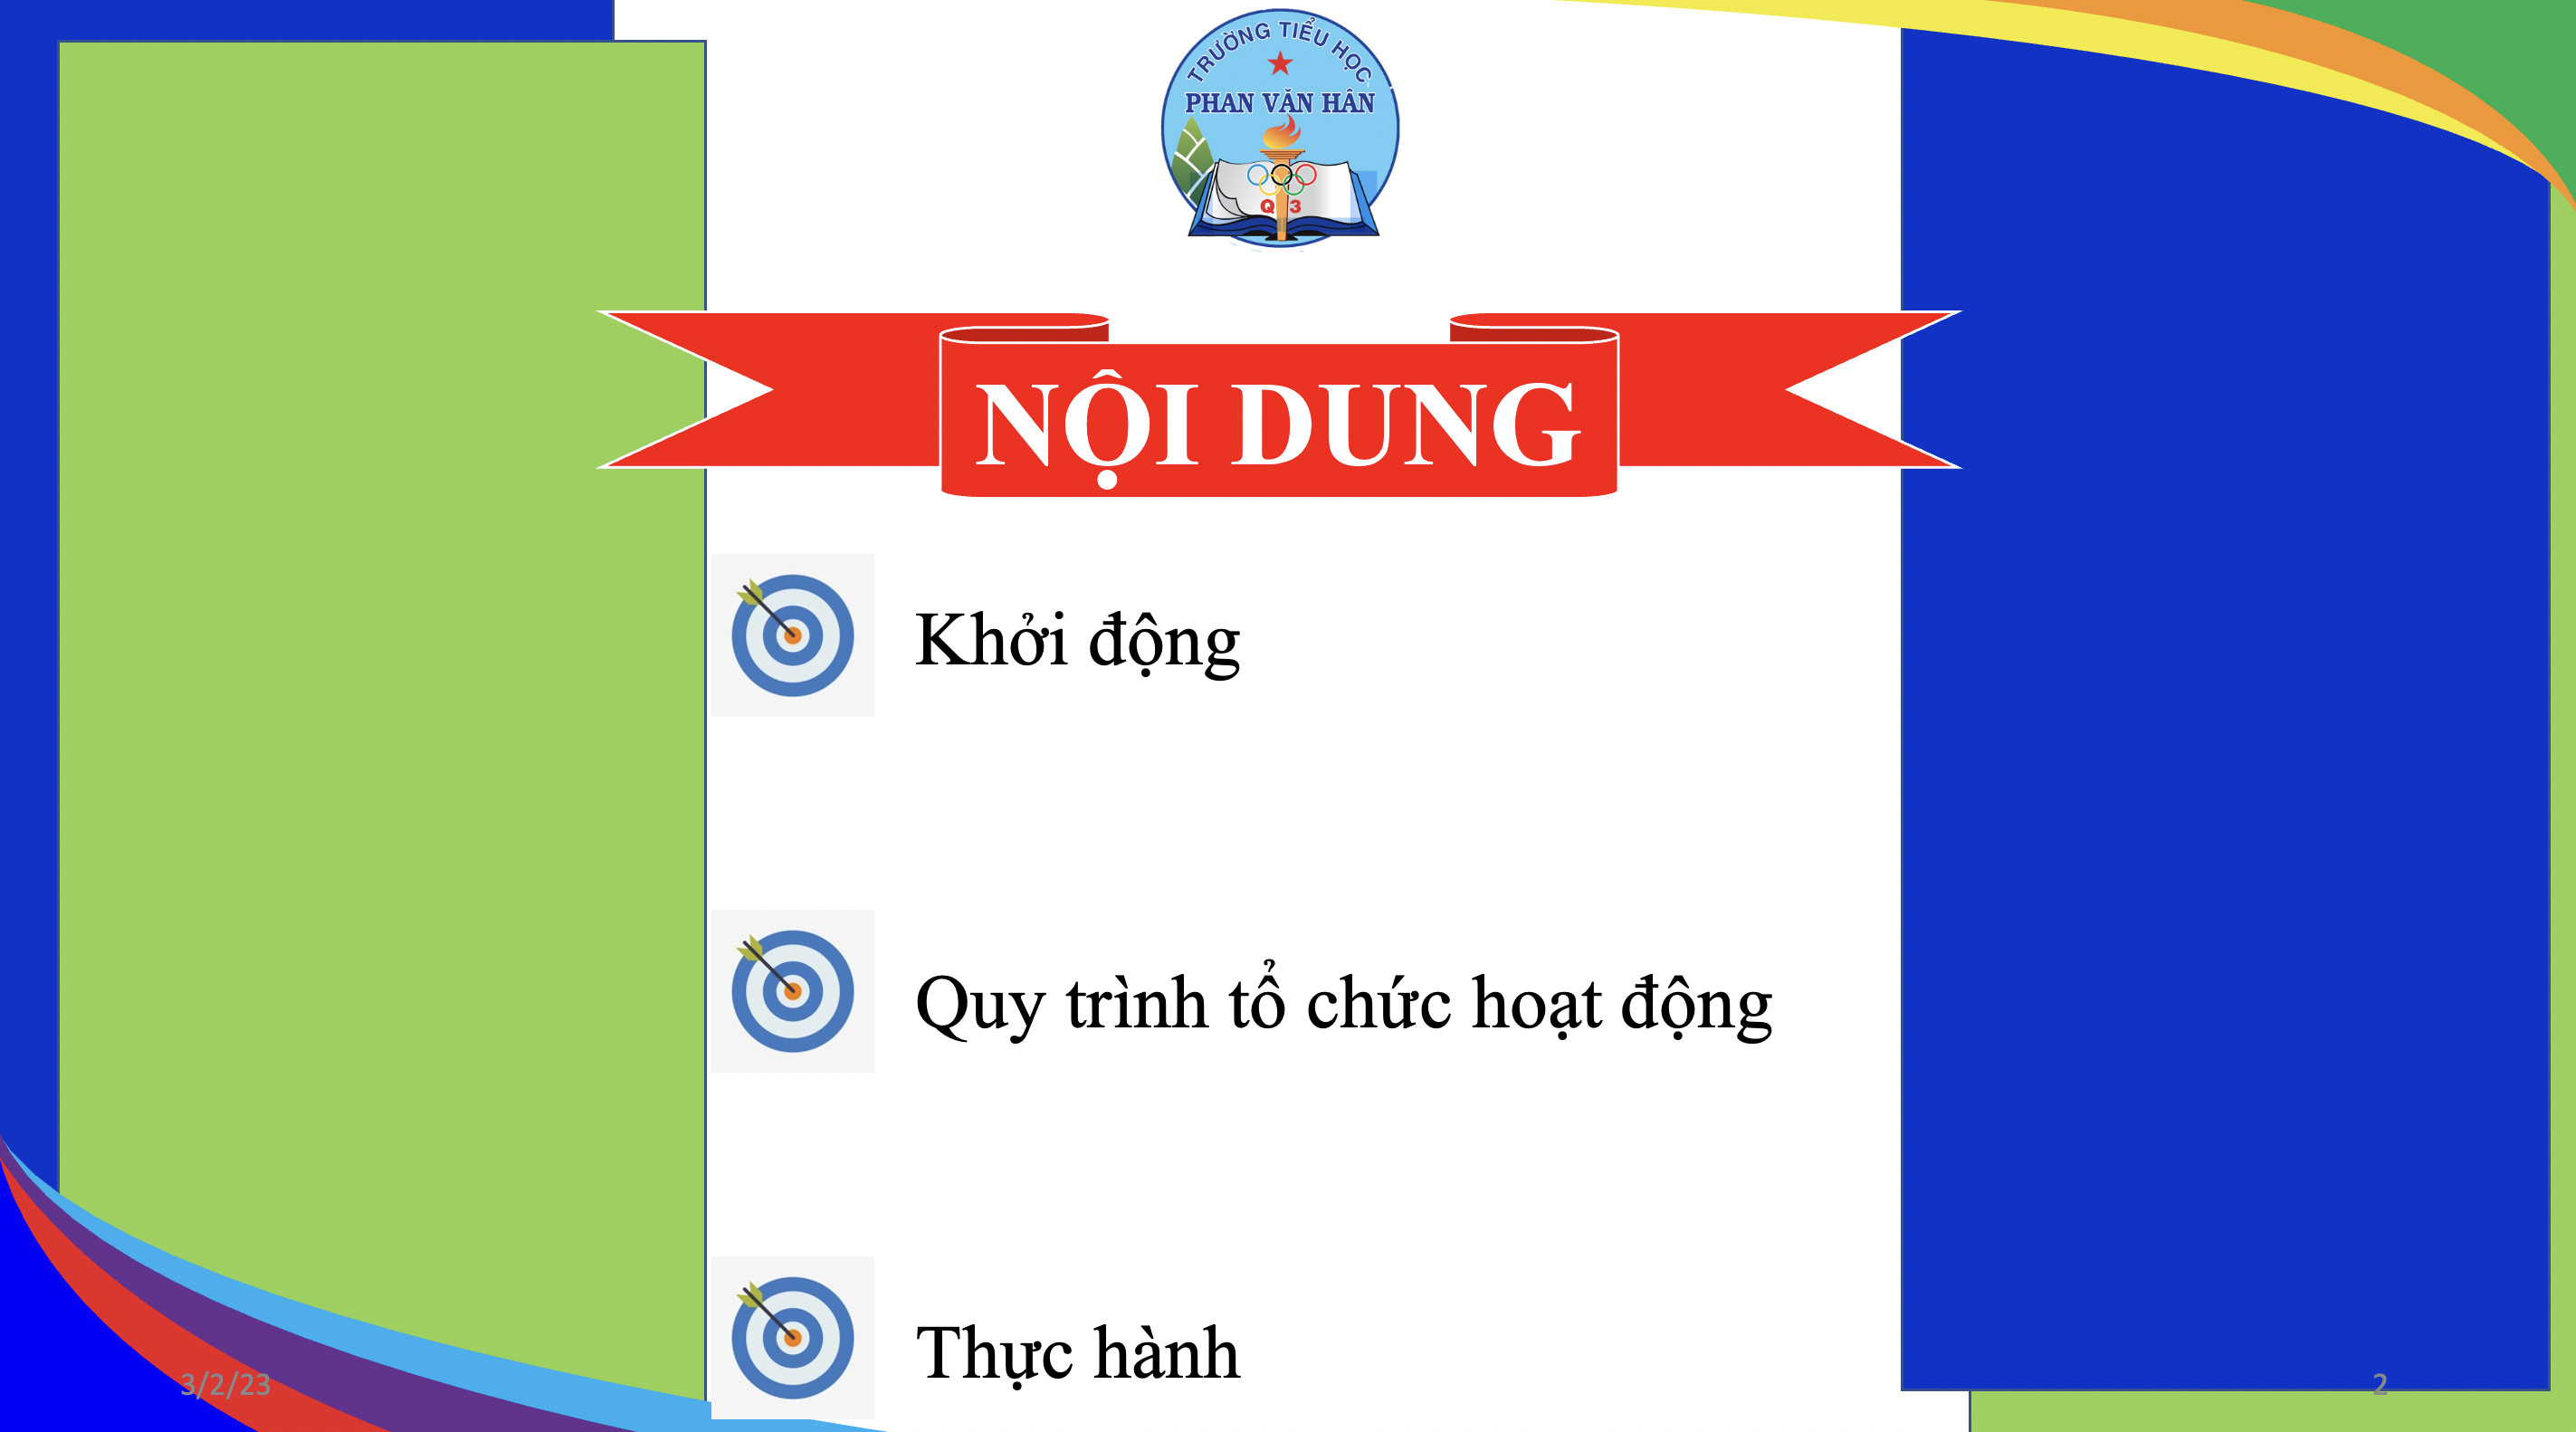 TRƯỜNG TIỂU HỌC
PHAN VĂN HÂN
Q 3
NỘI DUNG
Khởi động
Quy trình tổ chức hoạt động
Thực hành
3/2/23
2